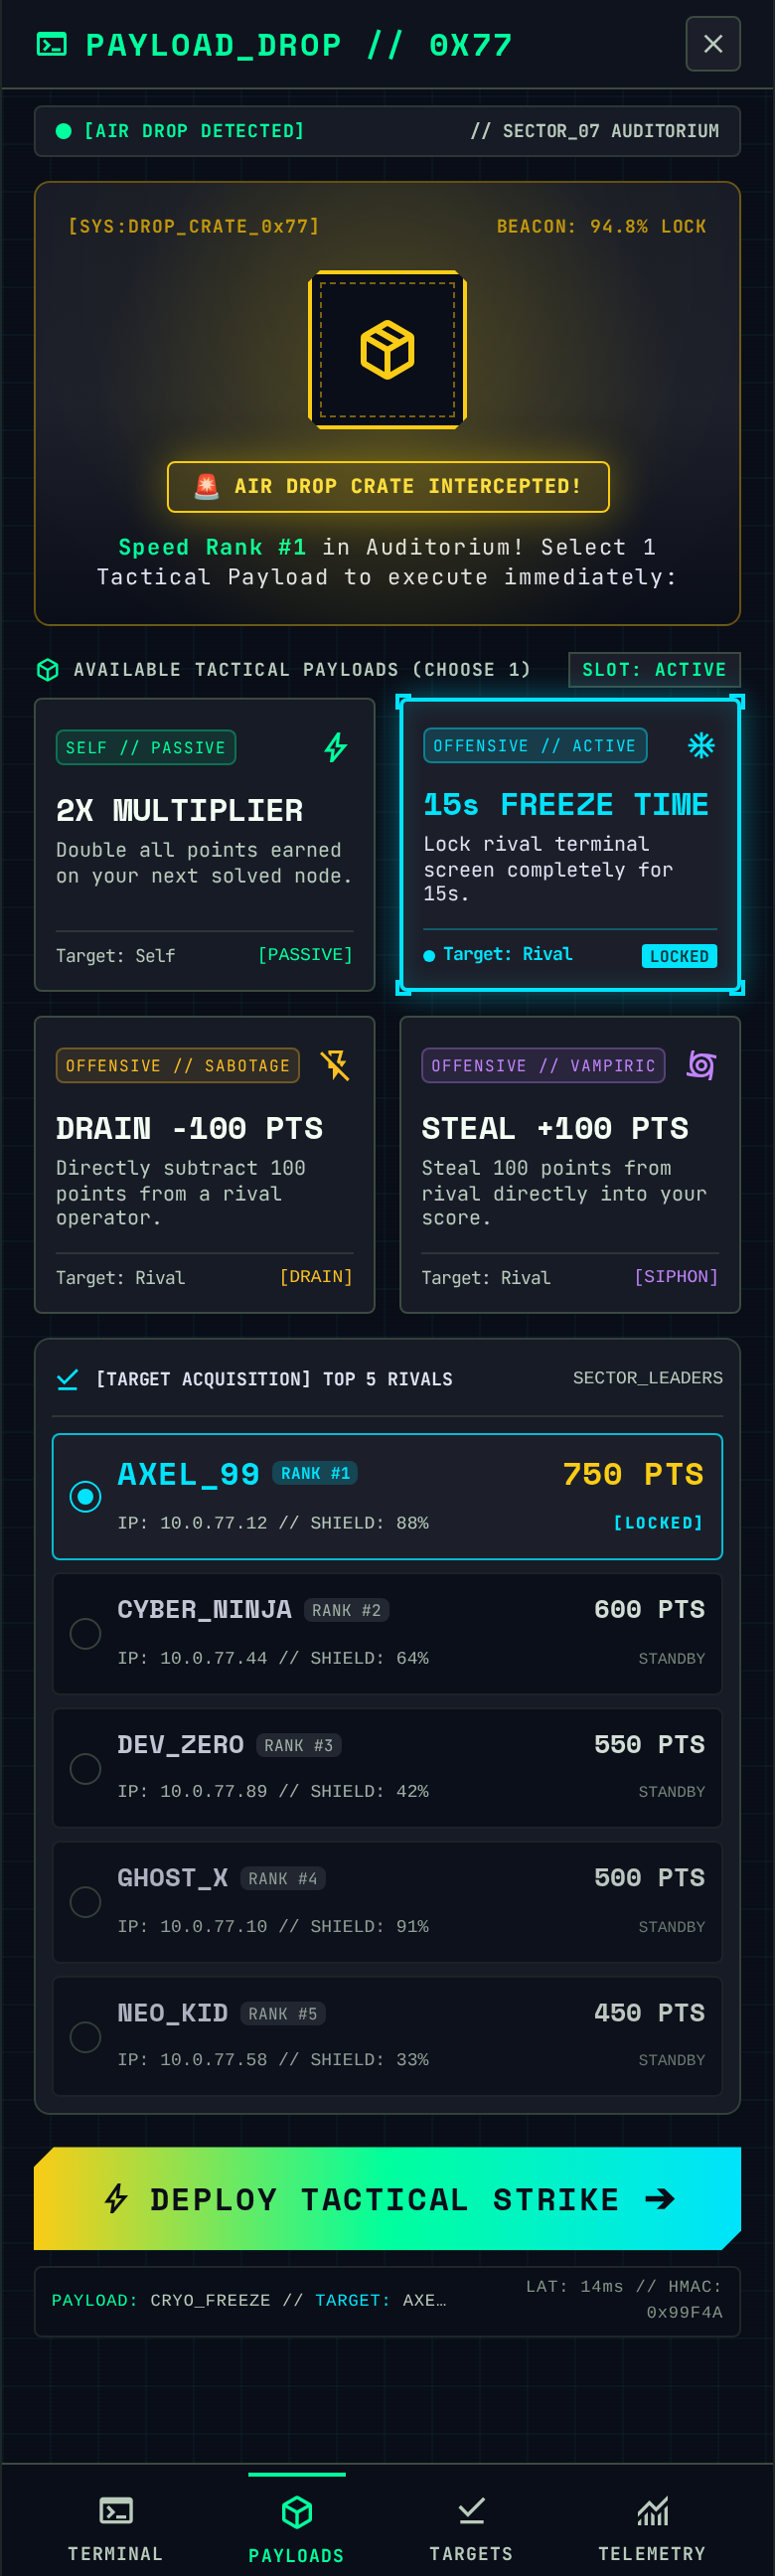 PAYLOAD_DROP // 0X77
[AIR DROP DETECTED] // SECTOR_07 AUDITORIUM
[SYS:DROP_CRATE_0x77] BEACON: 94.8% LOCK
🚨 AIR DROP CRATE INTERCEPTED!
Speed Rank #1 in Auditorium! Select 1
Tactical Payload to execute immediately:
AVAILABLE TACTICAL PAYLOADS (CHOOSE 1) SLOT: ACTIVE
SELF // PASSIVE
2X MULTIPLIER
Double all points earned
on your next solved node.
Target: Self [PASSIVE]
OFFENSIVE // ACTIVE
15s FREEZE TIME
Lock rival terminal
screen completely for
15s.
Target: Rival LOCKED
OFFENSIVE // SABOTAGE
DRAIN -100 PTS
Directly subtract 100
points from a rival
operator.
Target: Rival [DRAIN]
OFFENSIVE // VAMPIRIC
STEAL +100 PTS
Steal 100 points from
rival directly into your
score.
Target: Rival [SIPHON]
[TARGET ACQUISITION] TOP 5 RIVALS SECTOR_LEADERS
AXEL_99 RANK #1 750 PTS
IP: 10.0.77.12 // SHIELD: 88% [LOCKED]
CYBER_NINJA RANK #2 600 PTS
IP: 10.0.77.44 // SHIELD: 64% STANDBY
DEV_ZERO RANK #3 550 PTS
IP: 10.0.77.89 // SHIELD: 42% STANDBY
GHOST_X RANK #4 500 PTS
IP: 10.0.77.10 // SHIELD: 91% STANDBY
NEO_KID RANK #5 450 PTS
IP: 10.0.77.58 // SHIELD: 33% STANDBY
DEPLOY TACTICAL STRIKE →
PAYLOAD: CRYO_FREEZE // TARGET: AXE…
LAT: 14ms // HMAC:
0x99F4A
TERMINAL PAYLOADS TARGETS TELEMETRY